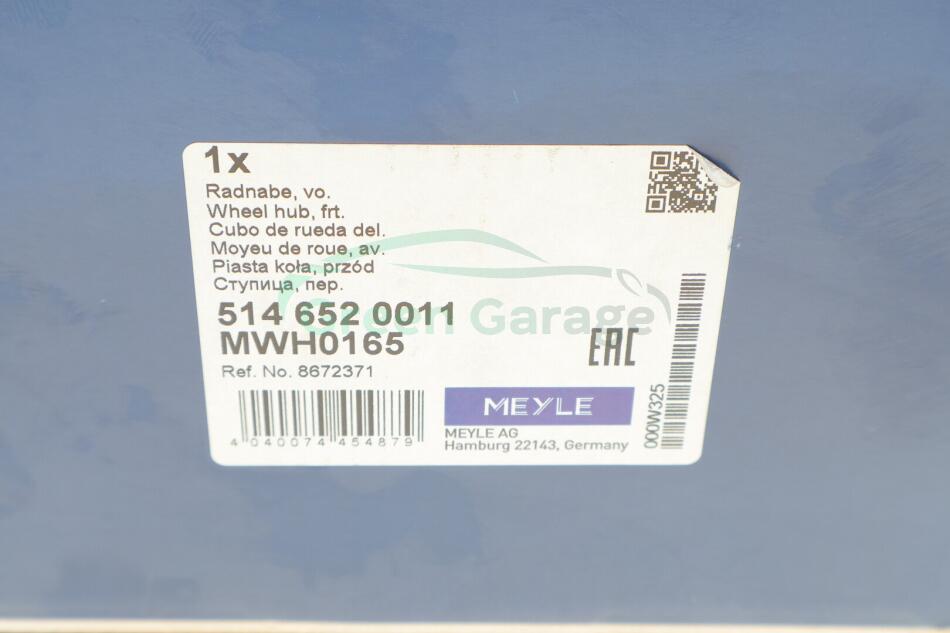 1x
Radnabe, vo.
Wheel hub, frt.
Cubo de rueda del.
Moyeu de roue, av.
Piasta koła, przód
Ступица, пер.
514 652 0011
MWH0165
Ref. No. 8672371
4 040074 454879
Green Garage
EAC
MEYLE
MEYLE AG
Hamburg 22143, Germany
000W325